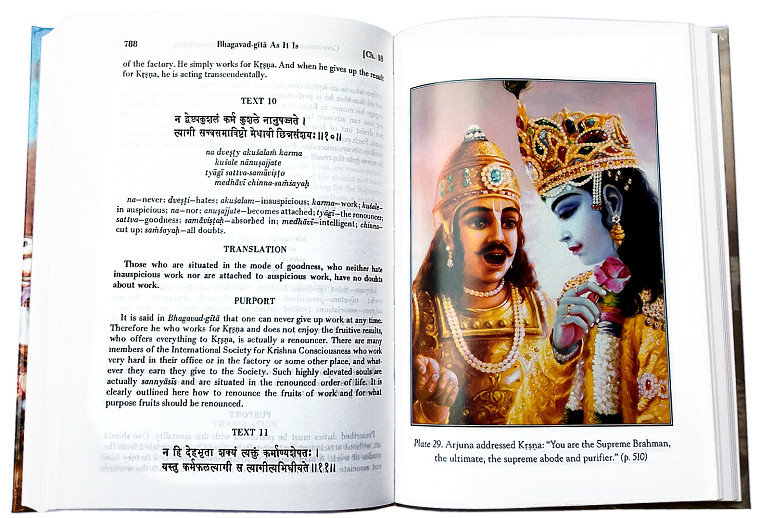 788 Bhagavad-gītā As It Is [Ch. 18
of the factory. He simply works for Kṛṣṇa. And when he gives up the result
for Kṛṣṇa, he is acting transcendentally.
TEXT 10
न द्वेष्ट्यकुशलं कर्म कुशले नानुषज्जते ।
त्यागी सत्त्वसमाविष्टो मेधावी छिन्नसंशयः ॥१०॥
na dveṣṭy akuśalaṁ karma
kuśale nānuṣajjate
tyāgī sattva-samāviṣṭo
medhāvī chinna-saṁśayaḥ
na—never; dveṣṭi—hates; akuśalam—inauspicious; karma—work; kuśale—
in auspicious; na—nor; anuṣajjate—becomes attached; tyāgī—the renouncer;
sattva—goodness; samāviṣṭaḥ—absorbed in; medhāvī—intelligent; chinna—
cut up; saṁśayaḥ—all doubts.
TRANSLATION
Those who are situated in the mode of goodness, who neither hate
inauspicious work nor are attached to auspicious work, have no doubts
about work.
PURPORT
It is said in Bhagavad-gītā that one can never give up work at any time.
Therefore he who works for Kṛṣṇa and does not enjoy the fruitive results,
who offers everything to Kṛṣṇa, is actually a renouncer. There are many
members of the International Society for Krishna Consciousness who work
very hard in their office or in the factory or some other place, and what-
ever they earn they give to the Society. Such highly elevated souls are
actually sannyāsīs and are situated in the renounced order of life. It is
clearly outlined here how to renounce the fruits of work and for what
purpose fruits should be renounced.
TEXT 11
न हि देहभृता शक्यं त्यक्तुं कर्माण्यशेषतः ।
यस्तु कर्मफलत्यागी स त्यागीत्यभिधीयते ॥११॥
Plate 29. Arjuna addressed Kṛṣṇa: "You are the Supreme Brahman,
the ultimate, the supreme abode and purifier." (p. 510)